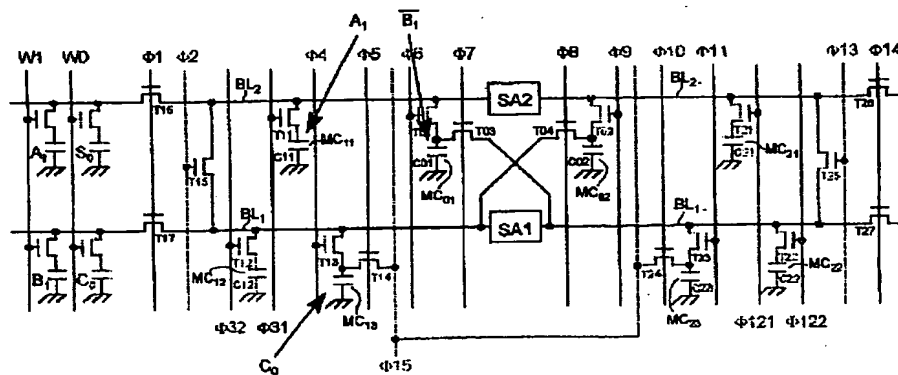 A₁ B̅₁
W1 W0 Φ1 Φ2 Φ4 Φ5 Φ6 Φ7 Φ8 Φ9 Φ10 Φ11 Φ13 Φ14
BL₂ SA2 BL₂-
T16 T11 T03 T04 T02 T21 T26
C11 MC₁₁ C01 C02 C21 MC₂₁
A₁ S₀ T15 MC₀₁ MC₀₂ T25
BL₁ SA1 BL₁-
T17 T12 T13 T14 T24 T23 T22 T27
B₁ C₀ MC₁₂ C12 MC₁₃ MC₂₃ C22 MC₂₂
Φ32 Φ31 Φ121 Φ122
C₀ Φ15